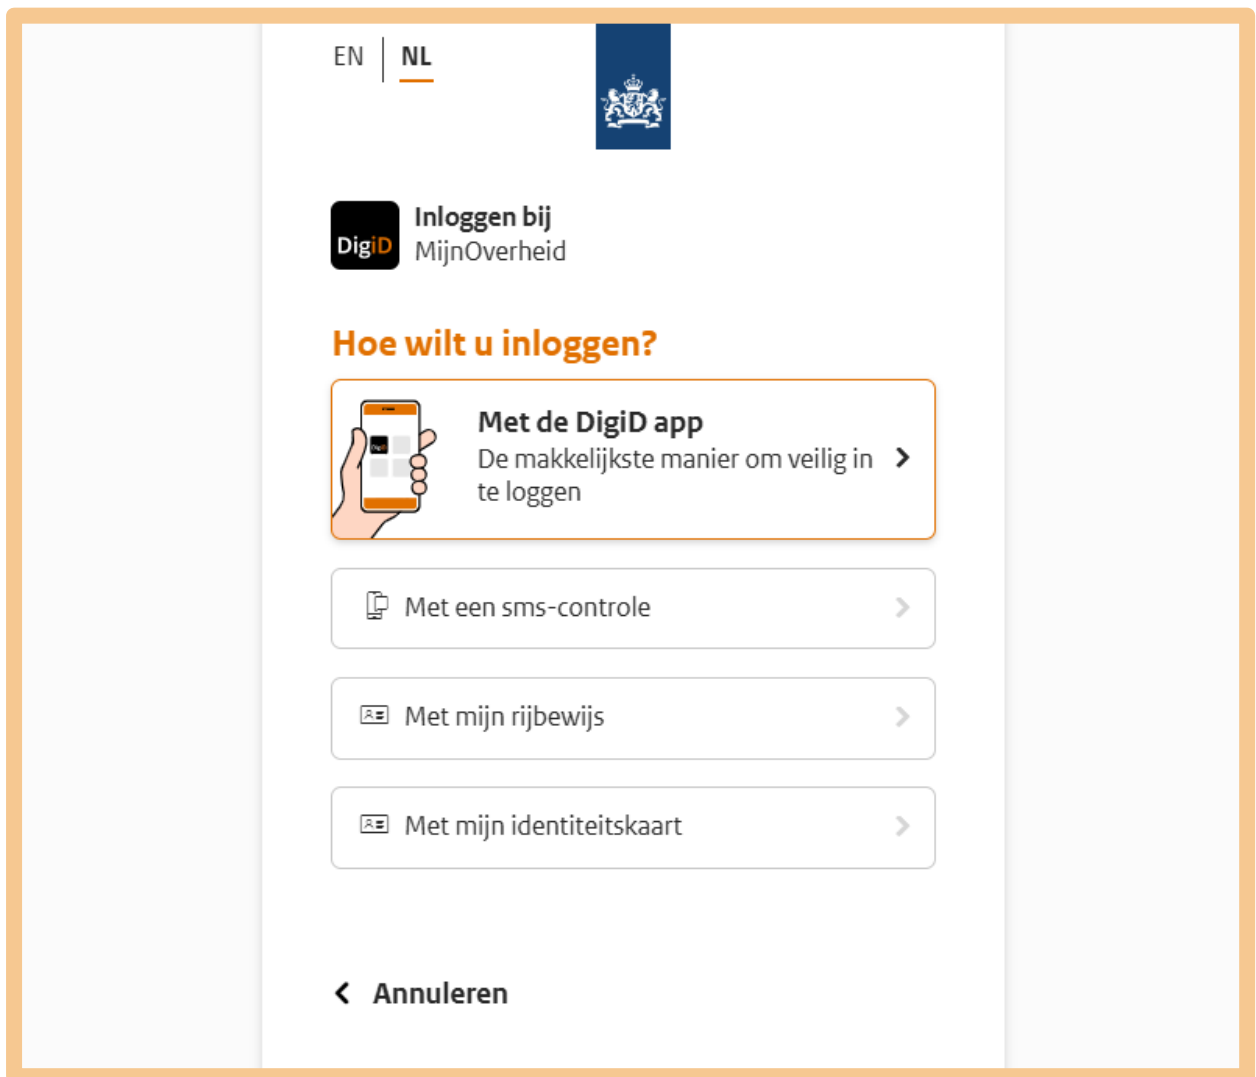 EN NL
DigiD
Inloggen bij
MijnOverheid
Hoe wilt u inloggen?
Met de DigiD app
De makkelijkste manier om veilig in
te loggen
DigiD
Met een sms-controle
Met mijn rijbewijs
Met mijn identiteitskaart
Annuleren